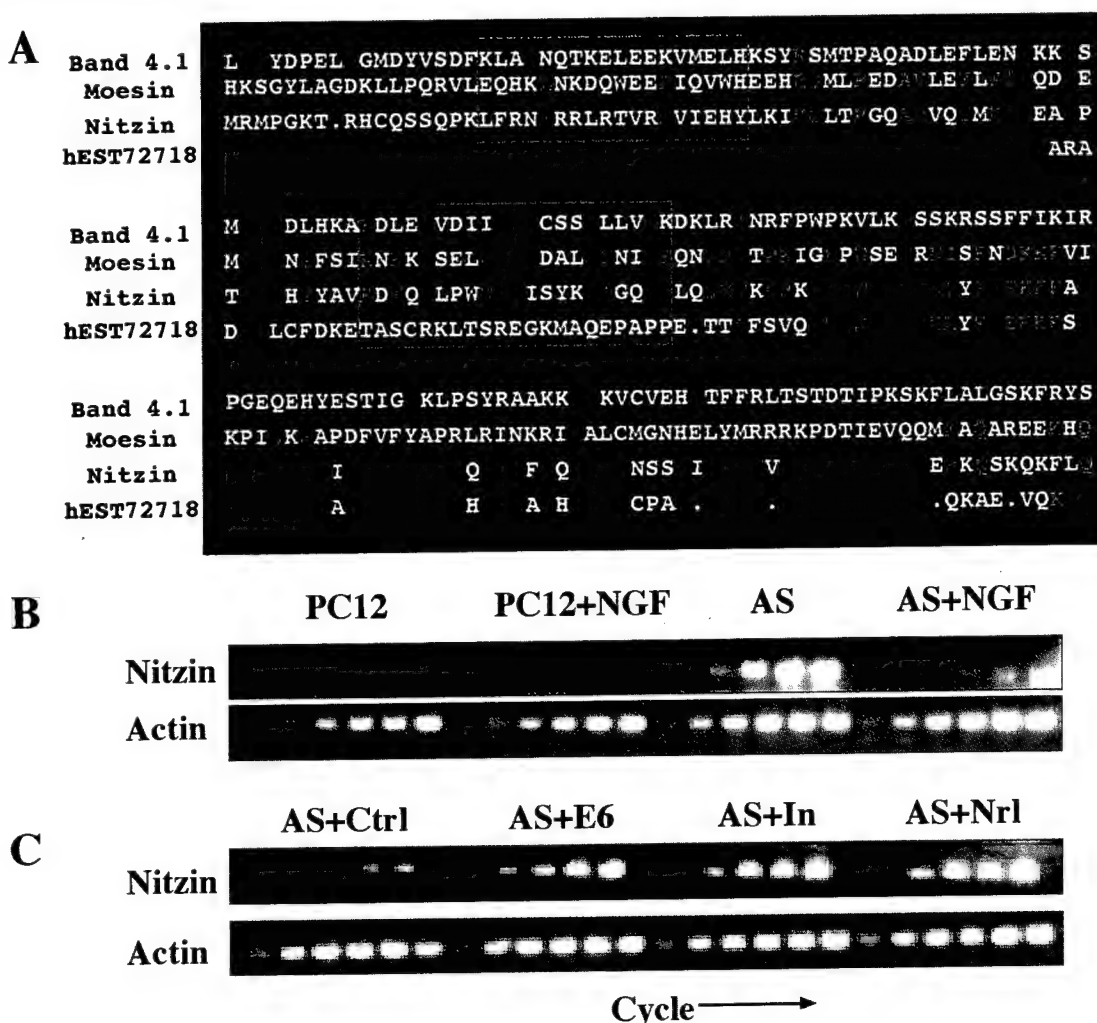 A
Band 4.1 L YDPEL GMDYVSDFKLA NQTKELEEKVMELHKSY SMTPAQADLEFLEN KK S
Moesin HKSGYLAGDKLLPQRVLEQHK NKDQWEE IQVWHEEH ML ED LE L QD E
Nitzin MRMPGKT.RHCQSSQPKLFRN RRLRTVR VIEHYLKI LT GQ VQ M EA P
hEST72718 ARA
Band 4.1 M DLHKA DLE VDII CSS LLV KDKLR NRFPWPKVLK SSKRSSFFIKIR
Moesin M N FSI N K SEL DAL NI QN T IG P SE R S N VI
Nitzin T H YAV D Q LPW ISYK GQ LQ K K Y A
hEST72718 D LCFDKETASCRKLTSREGKMAQEPAPPE.TT FSVQ Y S
Band 4.1 PGEQEHYESTIG KLPSYRAAKK KVCVEH TFFRLTSTDTIPKSKFLALGSKFRYS
Moesin KPI K APDFVFYAPRLRINKRI ALCMGNHELYMRRRKPDTIEVQQM A AREE H
Nitzin I Q F Q NSS I V E K SKQKFL
hEST72718 A H A H CPA . . .QKAE.VQ
B
PC12 PC12+NGF AS AS+NGF
Nitzin
Actin
C
AS+Ctrl AS+E6 AS+In AS+Nrl
Nitzin
Actin
Cycle